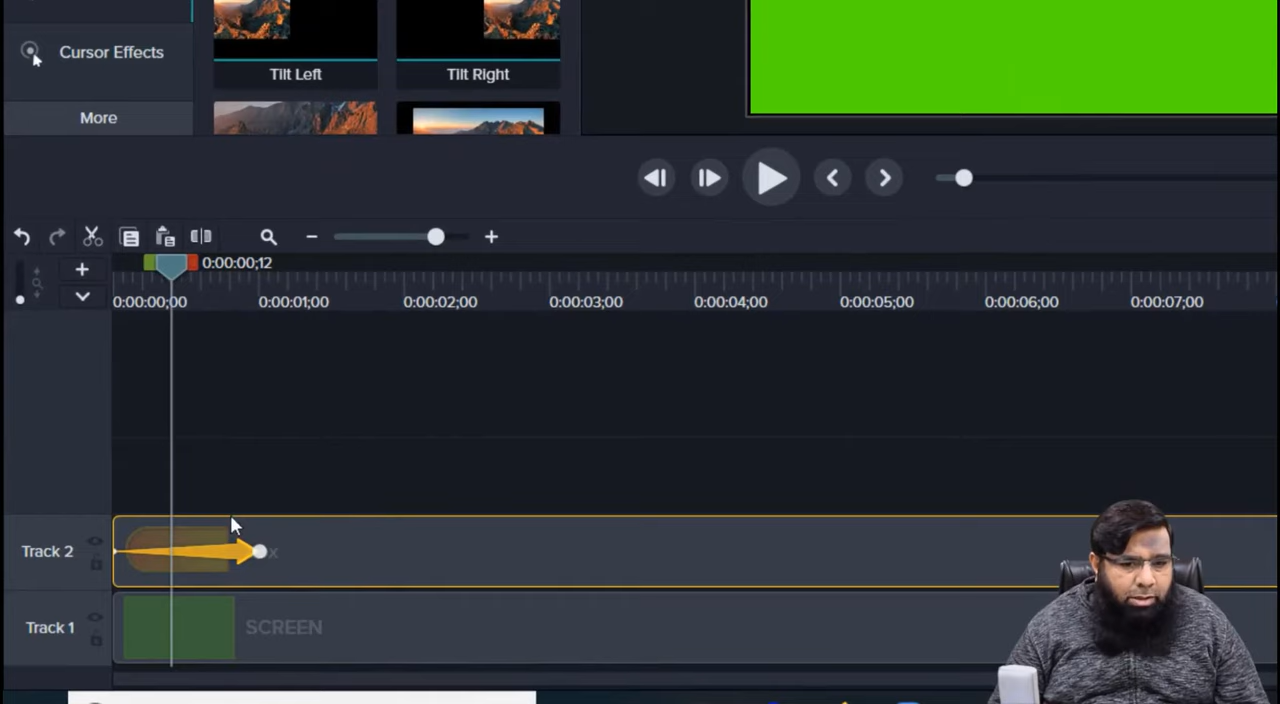 Cursor Effects
Tilt Left
Tilt Right
More
0:00:00;12
0:00:00;00
0:00:01;00
0:00:02;00
0:00:03;00
0:00:04;00
0:00:05;00
0:00:06;00
0:00:07;00
Track 2
x
Track 1
SCREEN